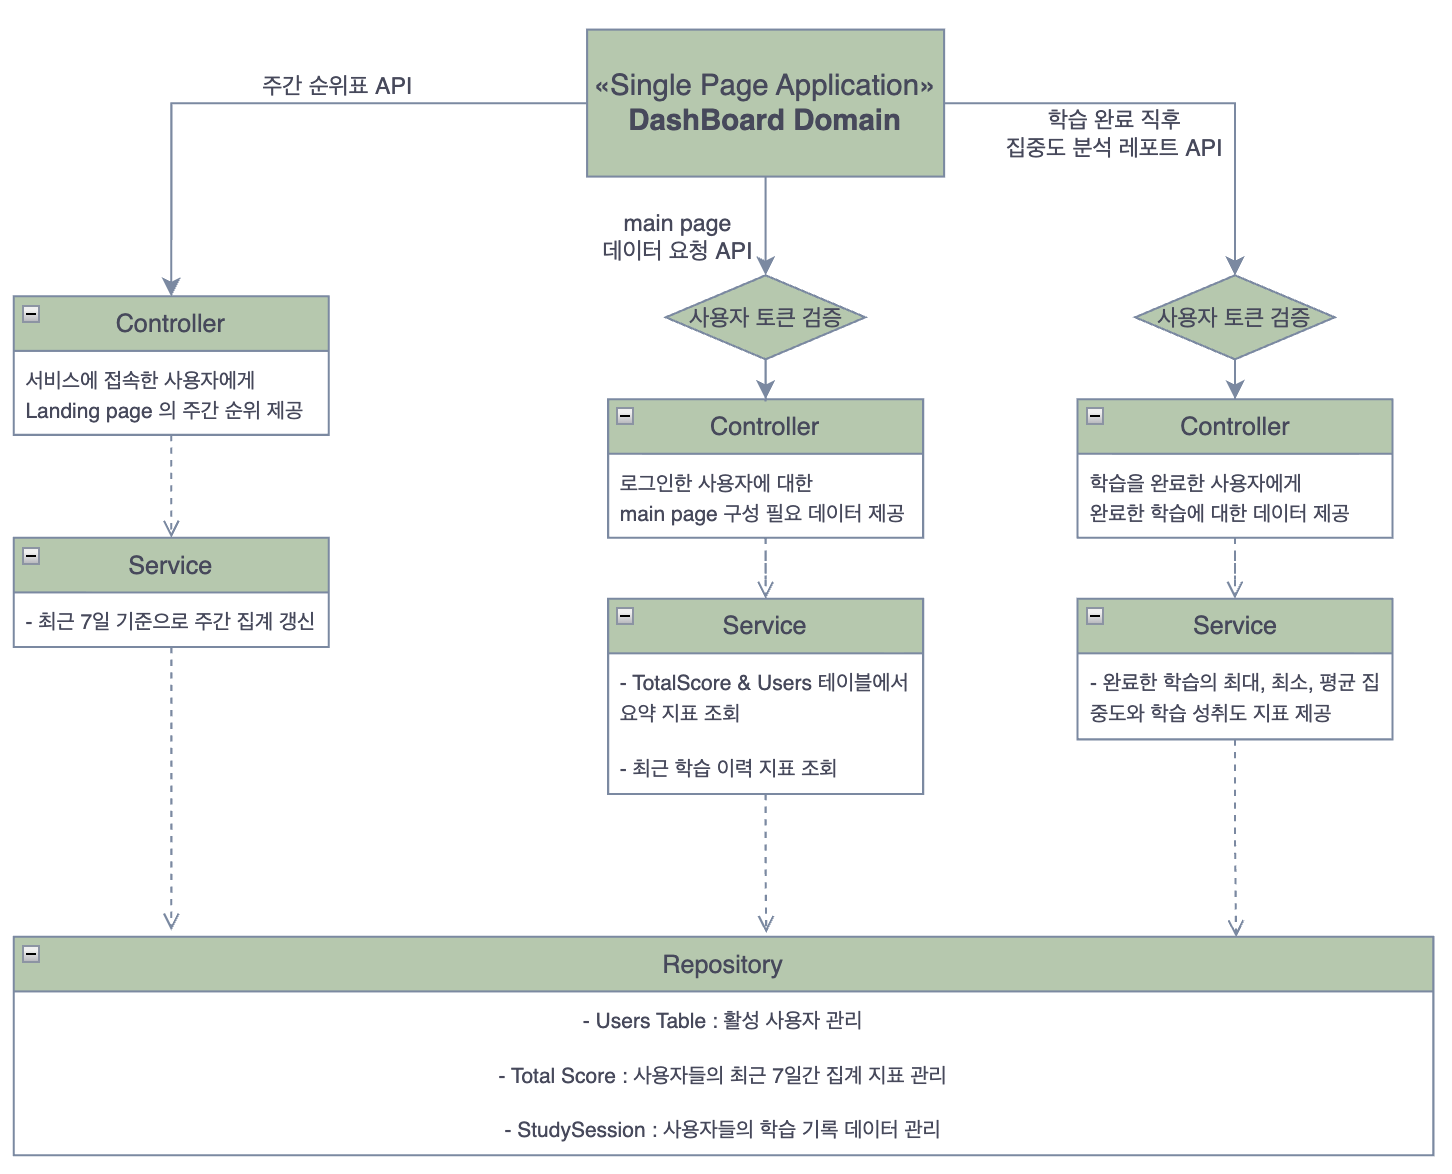 «Single Page Application»
DashBoard Domain
주간 순위표 API
main page
데이터 요청 API
학습 완료 직후
집중도 분석 레포트 API
Controller
서비스에 접속한 사용자에게
Landing page 의 주간 순위 제공
Service
- 최근 7일 기준으로 주간 집계 갱신
사용자 토큰 검증
Controller
로그인한 사용자에 대한
main page 구성 필요 데이터 제공
Service
- TotalScore & Users 테이블에서
요약 지표 조회
- 최근 학습 이력 지표 조회
사용자 토큰 검증
Controller
학습을 완료한 사용자에게
완료한 학습에 대한 데이터 제공
Service
- 완료한 학습의 최대, 최소, 평균 집
중도와 학습 성취도 지표 제공
Repository
- Users Table : 활성 사용자 관리
- Total Score : 사용자들의 최근 7일간 집계 지표 관리
- StudySession : 사용자들의 학습 기록 데이터 관리